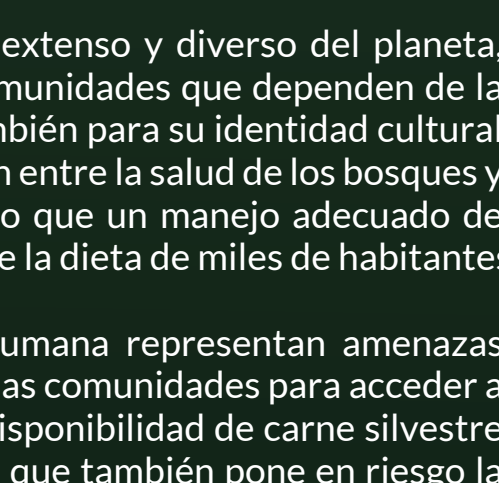 extenso y diverso del planeta,
munidades que dependen de la
mbién para su identidad cultural
n entre la salud de los bosques y
o que un manejo adecuado de
e la dieta de miles de habitantes
umana representan amenazas
as comunidades para acceder a
isponibilidad de carne silvestre
que también pone en riesgo la